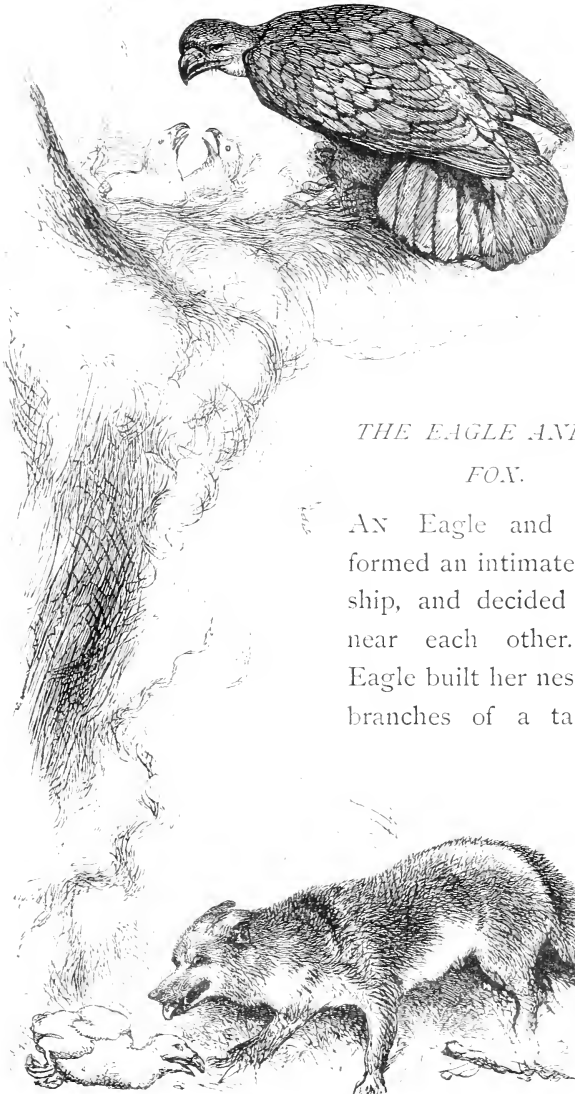 THE EAGLE AN
FOX.
AN Eagle and
formed an intimate
ship, and decided
near each other.
Eagle built her nes
branches of a ta